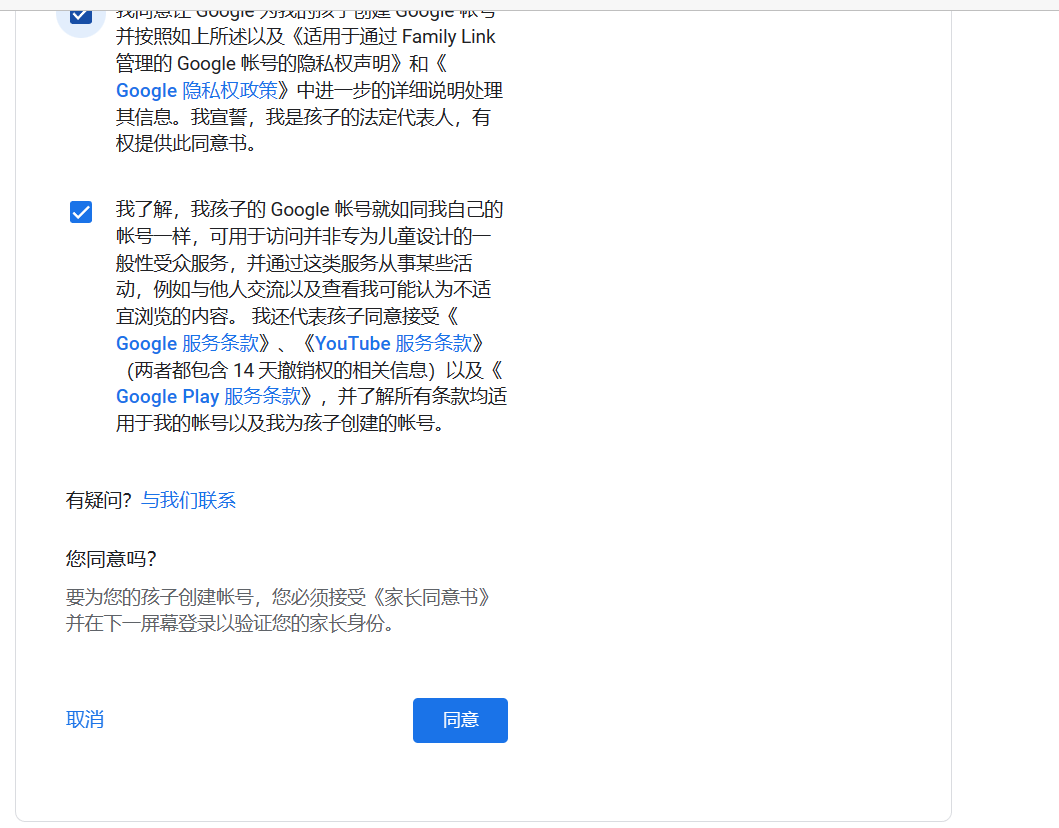 我同意让 Google 为我的孩子创建 Google 帐号
并按照如上所述以及《适用于通过 Family Link
管理的 Google 帐号的隐私权声明》和《
Google 隐私权政策》中进一步的详细说明处理
其信息。我宣誓，我是孩子的法定代表人，有
权提供此同意书。
我了解，我孩子的 Google 帐号就如同我自己的
帐号一样，可用于访问并非专为儿童设计的一
般性受众服务，并通过这类服务从事某些活
动，例如与他人交流以及查看我可能认为不适
宜浏览的内容。 我还代表孩子同意接受《
Google 服务条款》、《YouTube 服务条款》
（两者都包含 14 天撤销权的相关信息）以及《
Google Play 服务条款》，并了解所有条款均适
用于我的帐号以及我为孩子创建的帐号。
有疑问？与我们联系
您同意吗？
要为您的孩子创建帐号，您必须接受《家长同意书》
并在下一屏幕登录以验证您的家长身份。
取消
同意